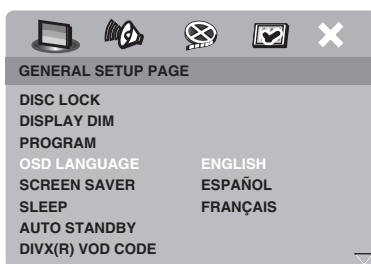 GENERAL SETUP PAGE
DISC LOCK
DISPLAY DIM
PROGRAM
OSD LANGUAGE ENGLISH
SCREEN SAVER ESPAÑOL
SLEEP FRANÇAIS
AUTO STANDBY
DIVX(R) VOD CODE